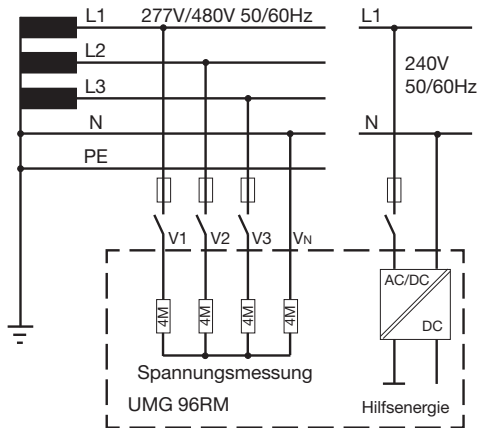 L1 277V/480V 50/60Hz
L1
L2
240V
50/60Hz
L3
N
N
PE
V1 V2 V3 VN
AC/DC
DC
4M 4M 4M 4M
Spannungsmessung
UMG 96RM
Hilfsenergie